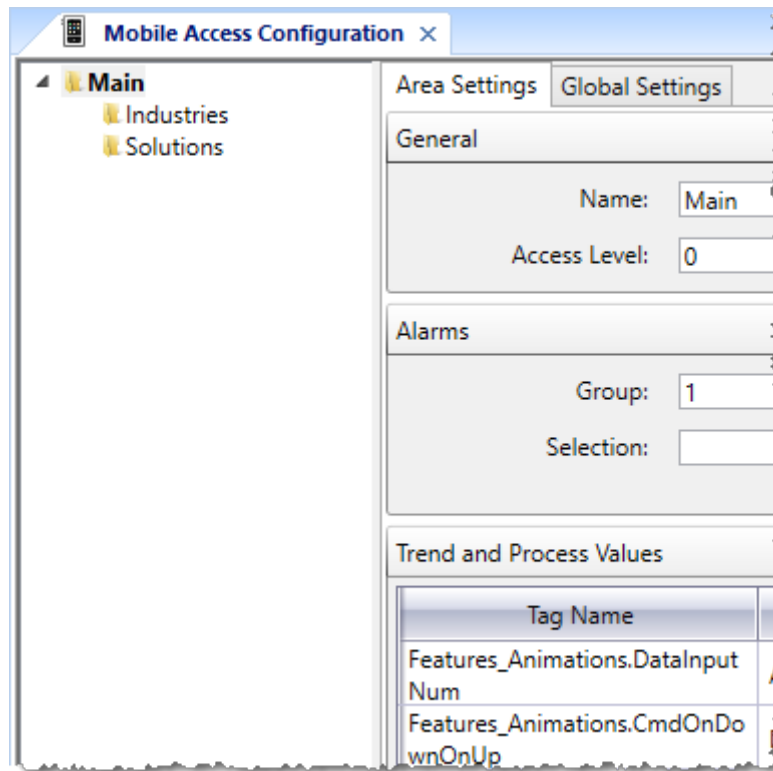 Mobile Access Configuration
Main
Industries
Solutions
Area Settings
Global Settings
General
Name:
Main
Access Level:
0
Alarms
Group:
1
Selection:
Trend and Process Values
Tag Name
Features_Animations.DataInput
Num
Features_Animations.CmdOnDo
wnOnUp